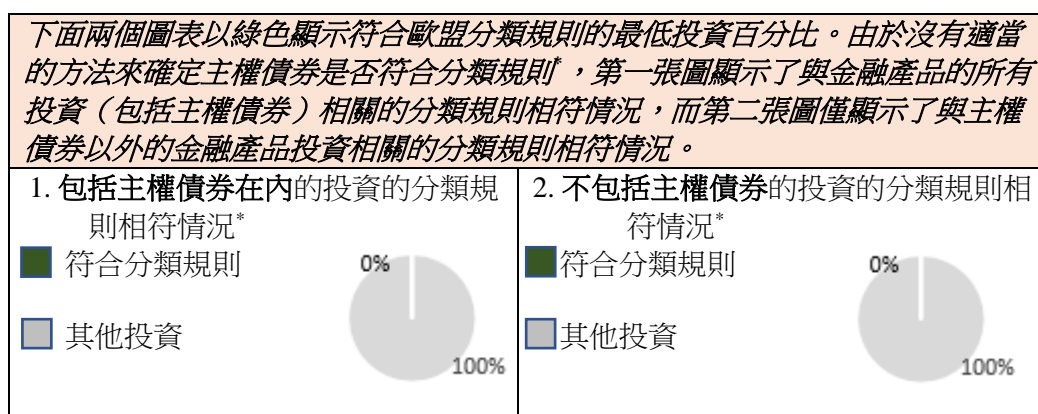 下面兩個圖表以綠色顯示符合歐盟分類規則的最低投資百分比。由於沒有適當
的方法來確定主權債券是否符合分類規則*，第一張圖顯示了與金融產品的所有
投資（包括主權債券）相關的分類規則相符情況，而第二張圖僅顯示了與主權
債券以外的金融產品投資相關的分類規則相符情況。
1. 包括主權債券在內的投資的分類規
則相符情況*
符合分類規則
0%
其他投資
100%
2. 不包括主權債券的投資的分類規則相
符情況*
符合分類規則
0%
其他投資
100%